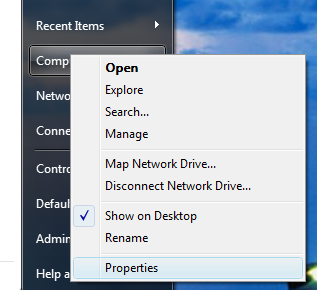 Recent Items
Comp
Open
Explore
Netwo
Search...
Manage
Conne
Map Network Drive...
Contro
Disconnect Network Drive...
Defaul
Show on Desktop
Admin
Rename
Help a
Properties